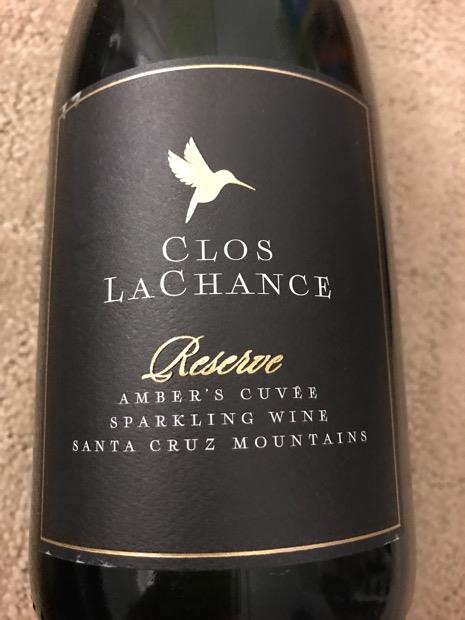 CLOS
LACHANCE
Reserve
AMBER'S CUVÉE
SPARKLING WINE
SANTA CRUZ MOUNTAINS